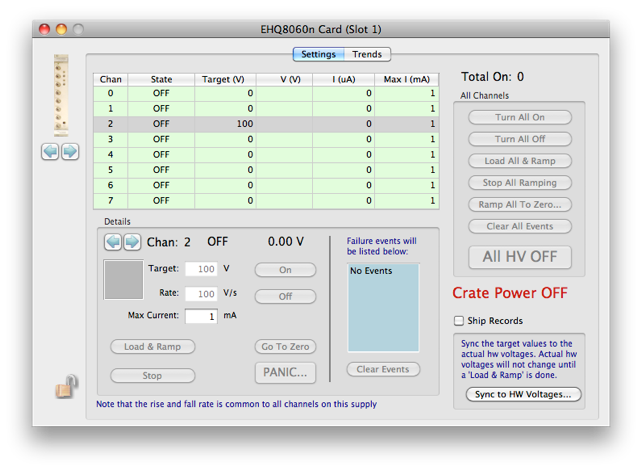 EHQ8060n Card (Slot 1)
Settings Trends
Chan State Target (V) V (V) I (uA) Max I (mA)
0 OFF 0 0 1
1 OFF 0 0 1
2 OFF 100 0 1
3 OFF 0 0 1
4 OFF 0 0 1
5 OFF 0 0 1
6 OFF 0 0 1
7 OFF 0 0 1
Total On: 0
All Channels
Turn All On
Turn All Off
Load All & Ramp
Stop All Ramping
Ramp All To Zero...
Clear All Events
All HV OFF
Crate Power OFF
Ship Records
Sync the target values to the
actual hw voltages. Actual hw
voltages will not change until
a 'Load & Ramp' is done.
Sync to HW Voltages...
Details
Chan: 2 OFF 0.00 V
Target: 100 V
Rate: 100 V/s
Max Current: 1 mA
On
Off
Load & Ramp
Go To Zero
Stop
PANIC...
Failure events will
be listed below:
No Events
Clear Events
Note that the rise and fall rate is common to all channels on this supply